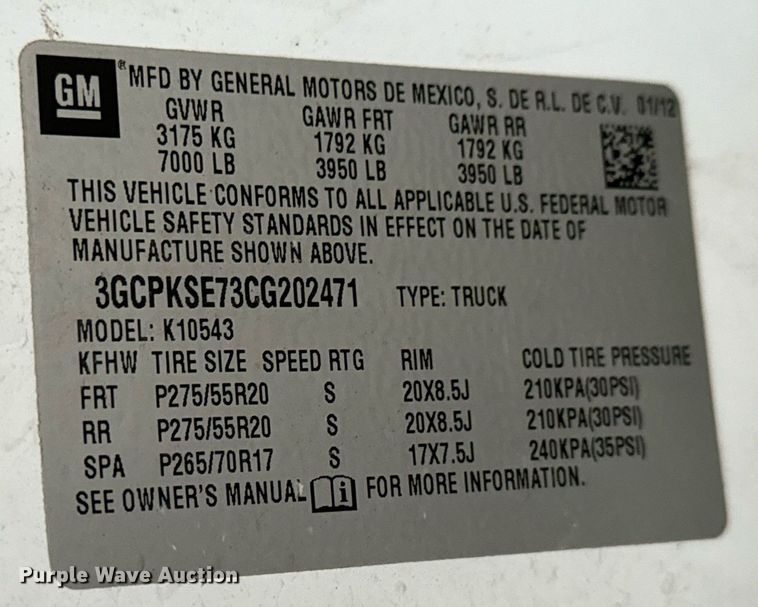 GM ® MFD BY GENERAL MOTORS DE MEXICO, S. DE R.L. DE C.V. 01/12
GVWR GAWR FRT GAWR RR
3175 KG 1792 KG 1792 KG
7000 LB 3950 LB 3950 LB
THIS VEHICLE CONFORMS TO ALL APPLICABLE U.S. FEDERAL MOTOR
VEHICLE SAFETY STANDARDS IN EFFECT ON THE DATE OF
MANUFACTURE SHOWN ABOVE.
3GCPKSE73CG202471 TYPE: TRUCK
MODEL: K10543
KFHW TIRE SIZE SPEED RTG RIM COLD TIRE PRESSURE
FRT P275/55R20 S 20X8.5J 210KPA(30PSI)
RR P275/55R20 S 20X8.5J 210KPA(30PSI)
SPA P265/70R17 S 17X7.5J 240KPA(35PSI)
SEE OWNER'S MANUAL i FOR MORE INFORMATION.
Purple Wave Auction